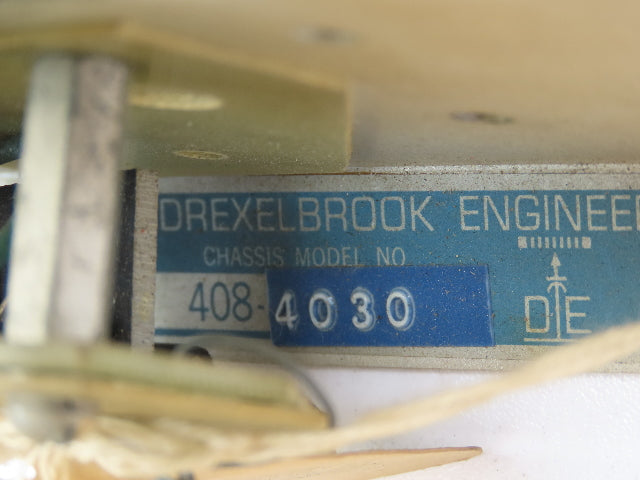 DREXELBROOK ENGINEE
CHASSIS MODEL NO
408-4030
DE